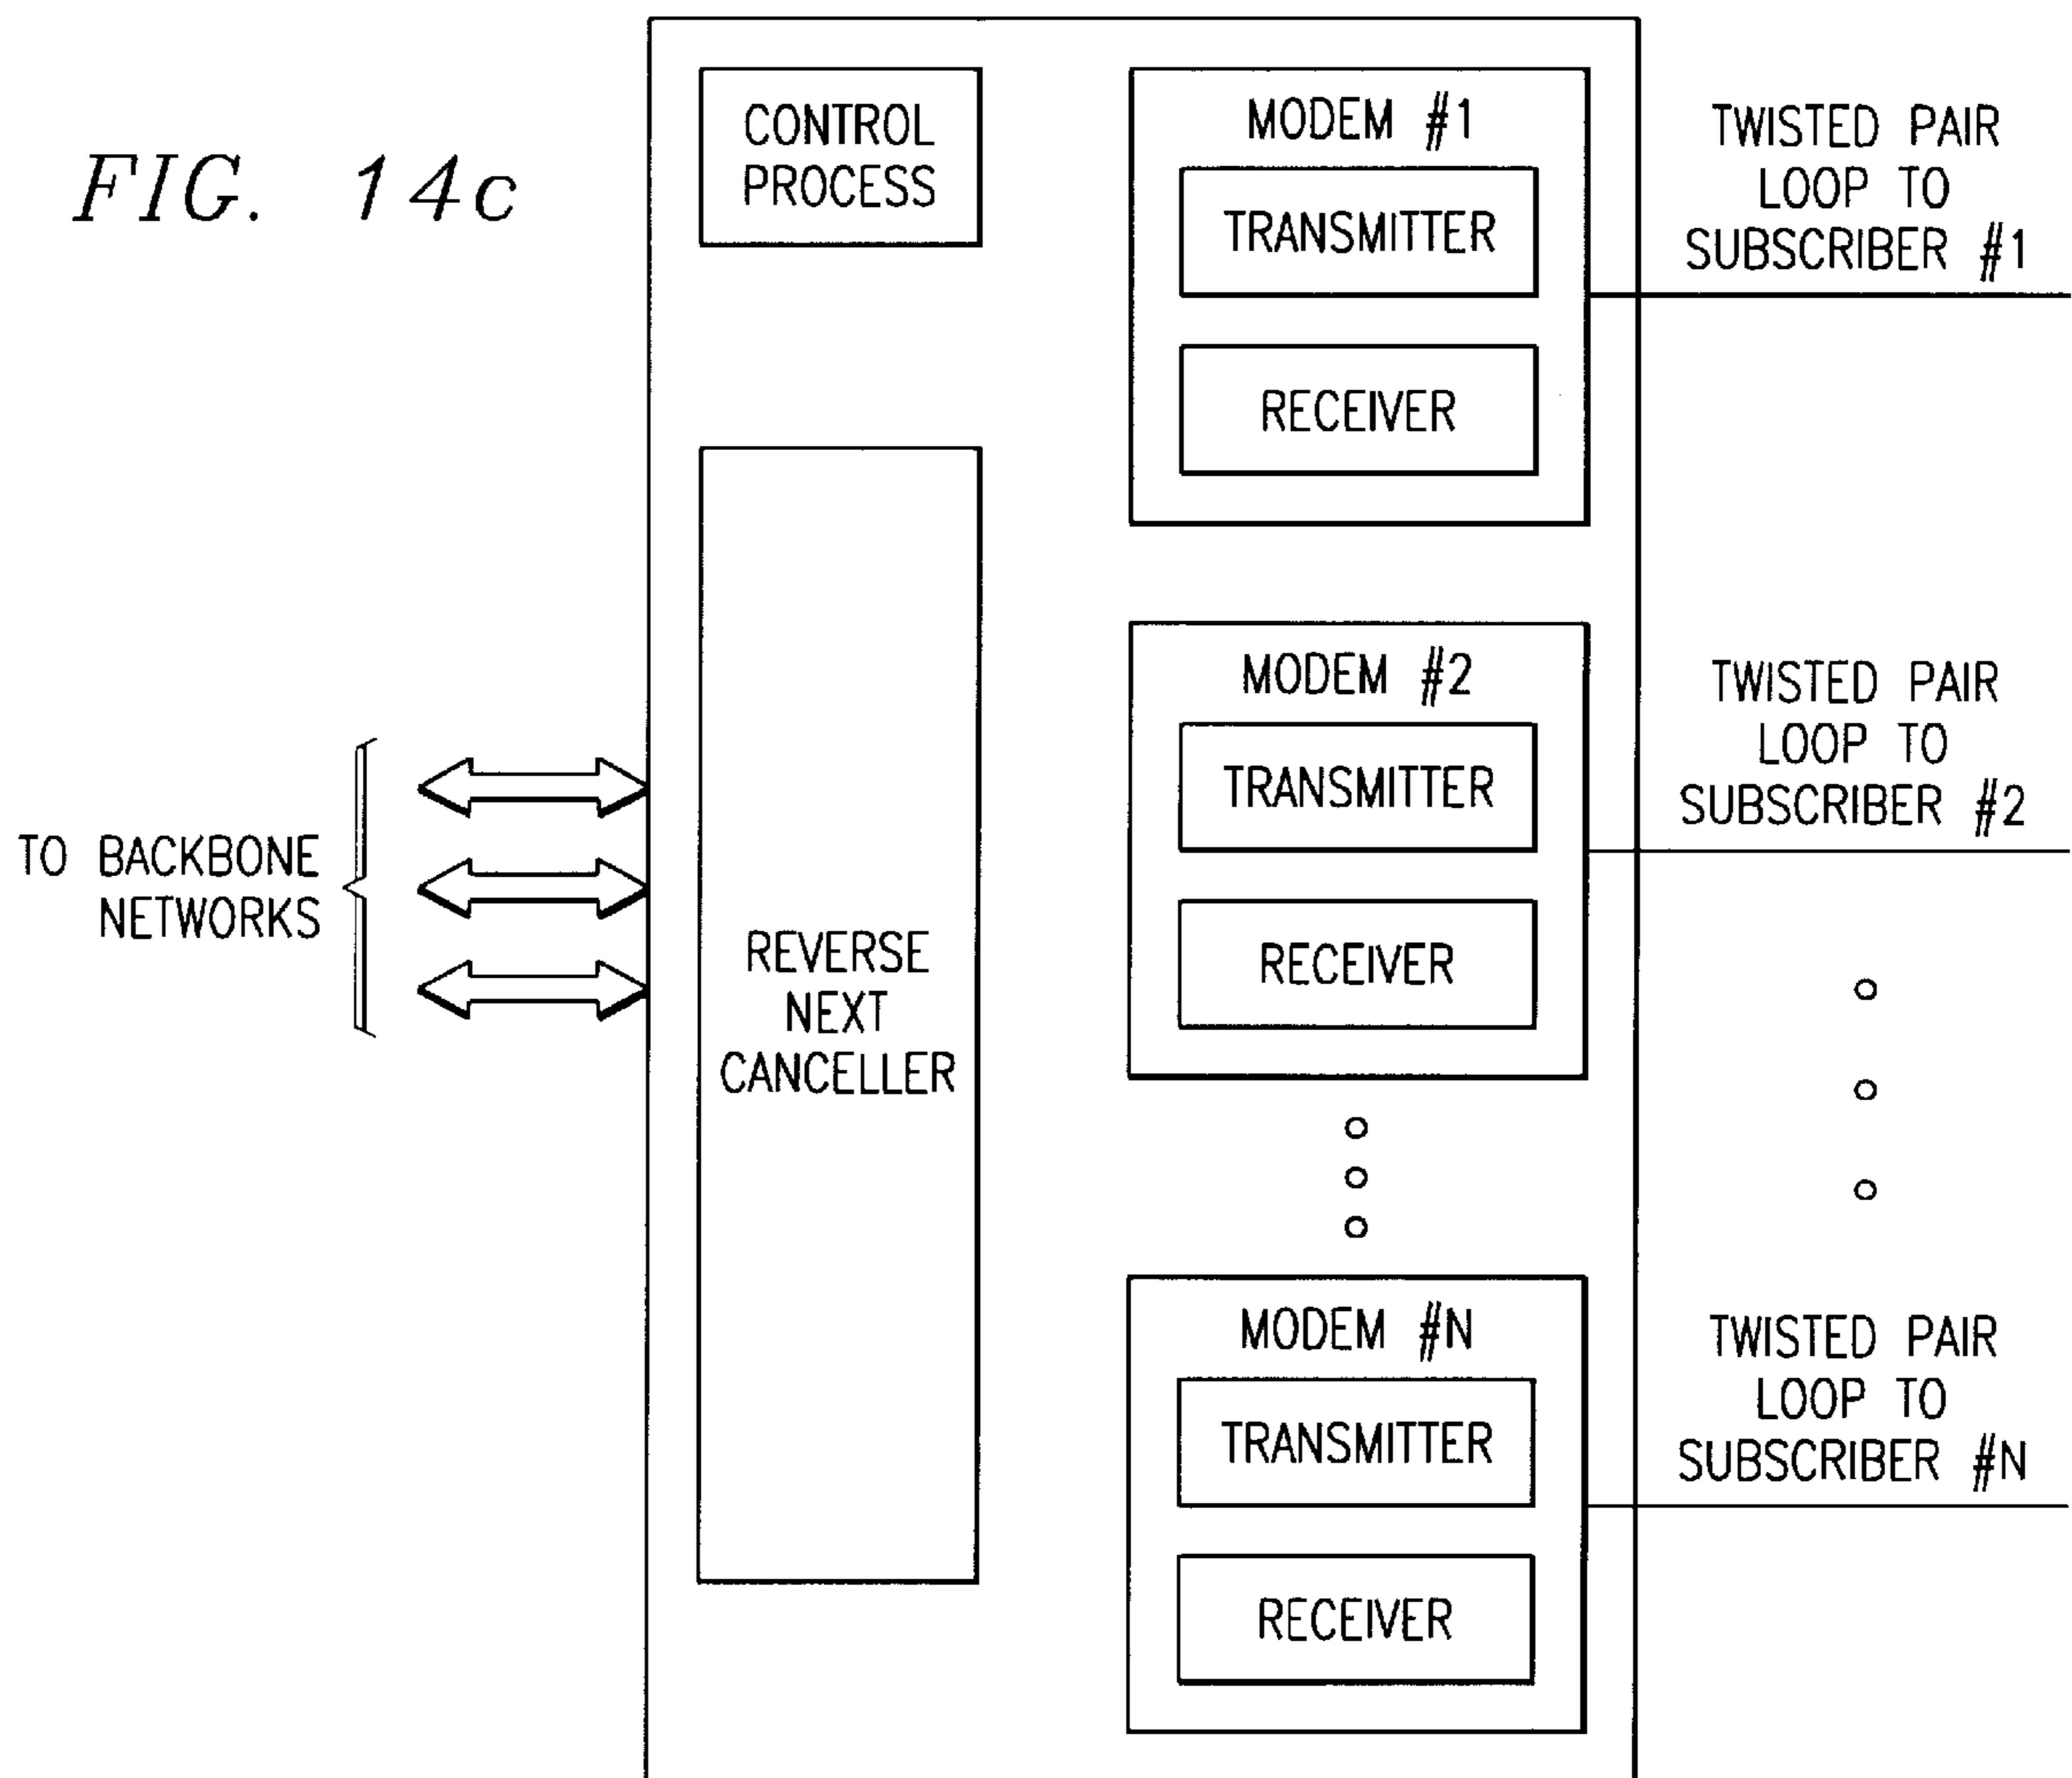 FIG. 14c
CONTROL
PROCESS
MODEM #1
TRANSMITTER
RECEIVER
TWISTED PAIR
LOOP TO
SUBSCRIBER #1
TO BACKBONE
NETWORKS
REVERSE
NEXT
CANCELLER
MODEM #2
TRANSMITTER
RECEIVER
TWISTED PAIR
LOOP TO
SUBSCRIBER #2
MODEM #N
TRANSMITTER
RECEIVER
TWISTED PAIR
LOOP TO
SUBSCRIBER #N